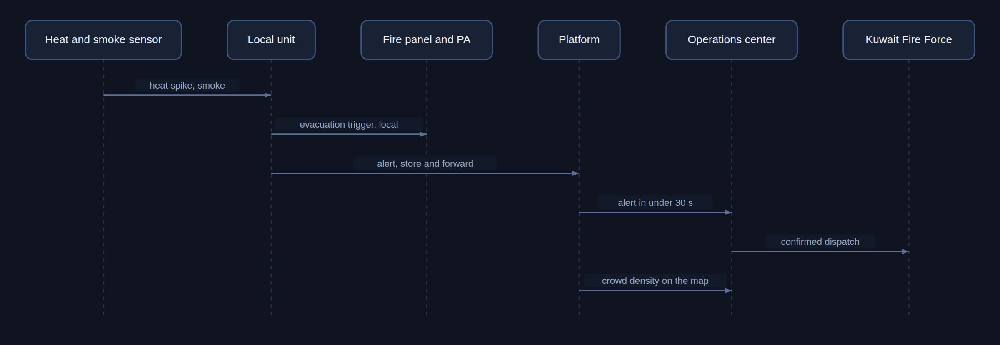 Heat and smoke sensor
Local unit
Fire panel and PA
Platform
Operations center
Kuwait Fire Force
heat spike, smoke
evacuation trigger, local
alert, store and forward
alert in under 30 s
confirmed dispatch
crowd density on the map